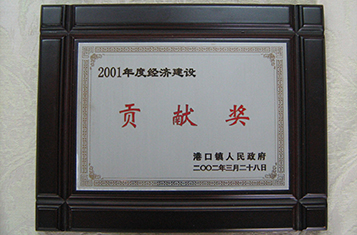 2001年度经济建设
贡献奖
港口镇人民政府
二〇〇二年三月二十八日